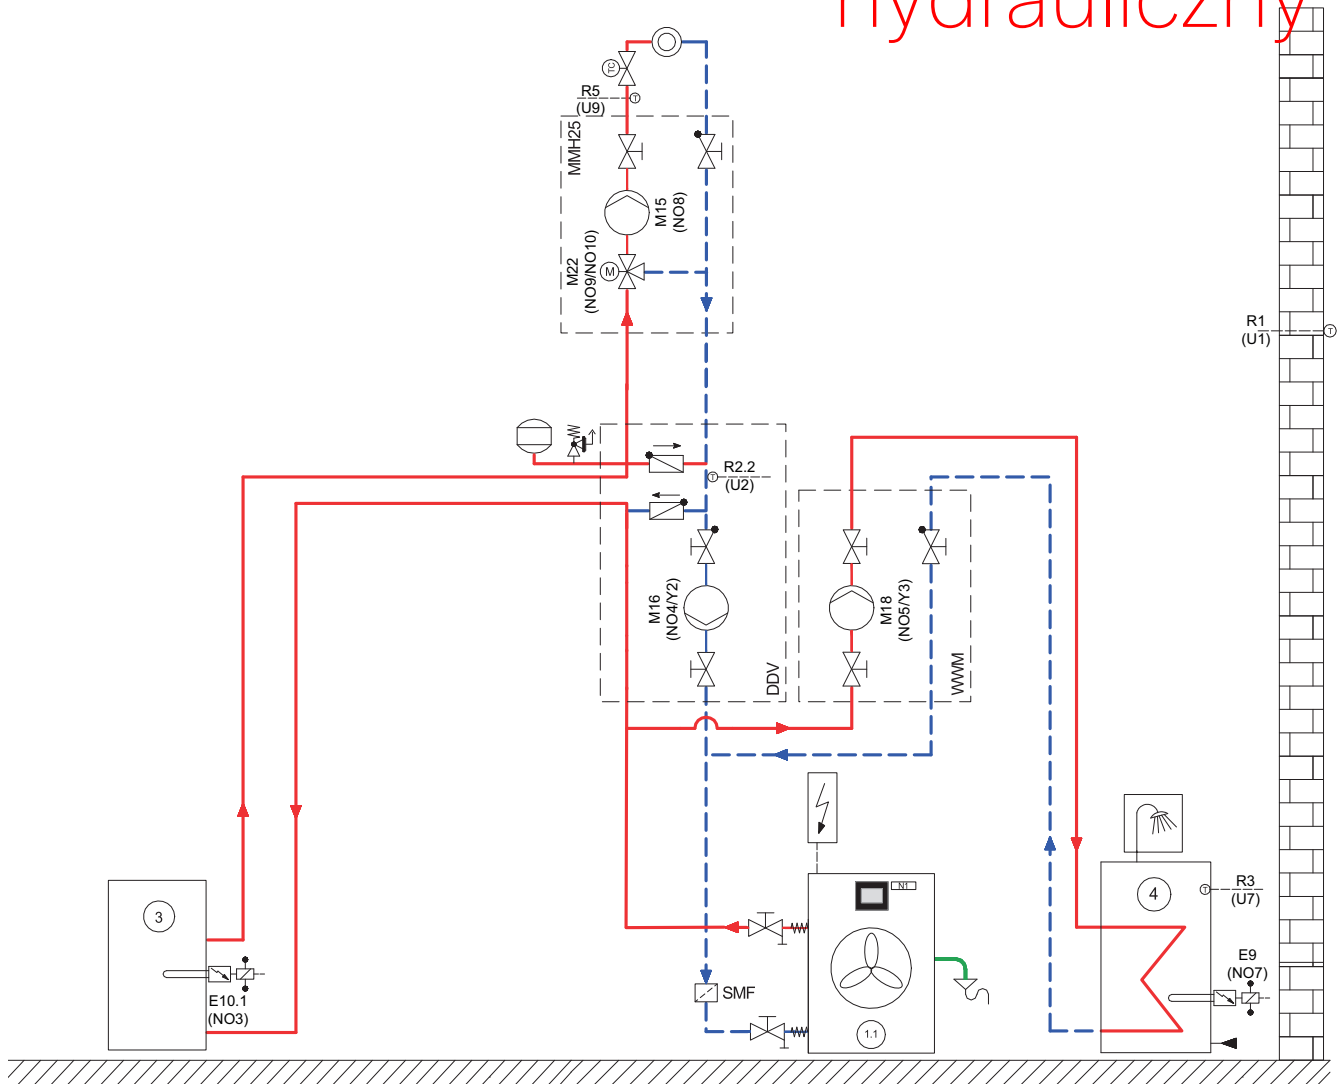 hydrauliczny
TC
R5
T
(U9)
MMH25
M15
(NO8)
M22
(NO9/NO10)
M
R1
(U1)
T
R2.2
(U2)
T
M16
(NO4/Y2)
DDV
M18
(NO5/Y3)
WWM
3
E10.1
(NO3)
SMF
N1
1.1
4
T
R3
(U7)
E9
(NO7)